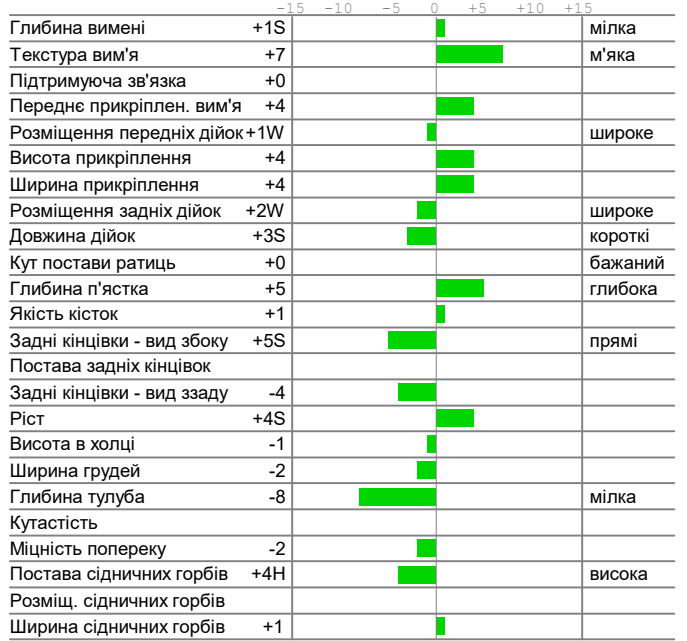 -15 -10 -5 0 +5 +10 +15
Глибина вимені +1S мілка
Текстура вим'я +7 м'яка
Підтримуюча зв'язка +0
Переднє прикріплен. вим'я +4
Розміщення передніх дійок +1W широке
Висота прикріплення +4
Ширина прикріплення +4
Розміщення задніх дійок +2W широке
Довжина дійок +3S короткі
Кут постави ратиць +0 бажаний
Глибина п'ястка +5 глибока
Якість кісток +1
Задні кінцівки - вид збоку +5S прямі
Постава задніх кінцівок
Задні кінцівки - вид ззаду -4
Ріст +4S
Висота в холці -1
Ширина грудей -2
Глибина тулуба -8 мілка
Кутастість
Міцність попереку -2
Постава сідничних горбів +4H висока
Розміщ. сідничних горбів
Ширина сідничних горбів +1